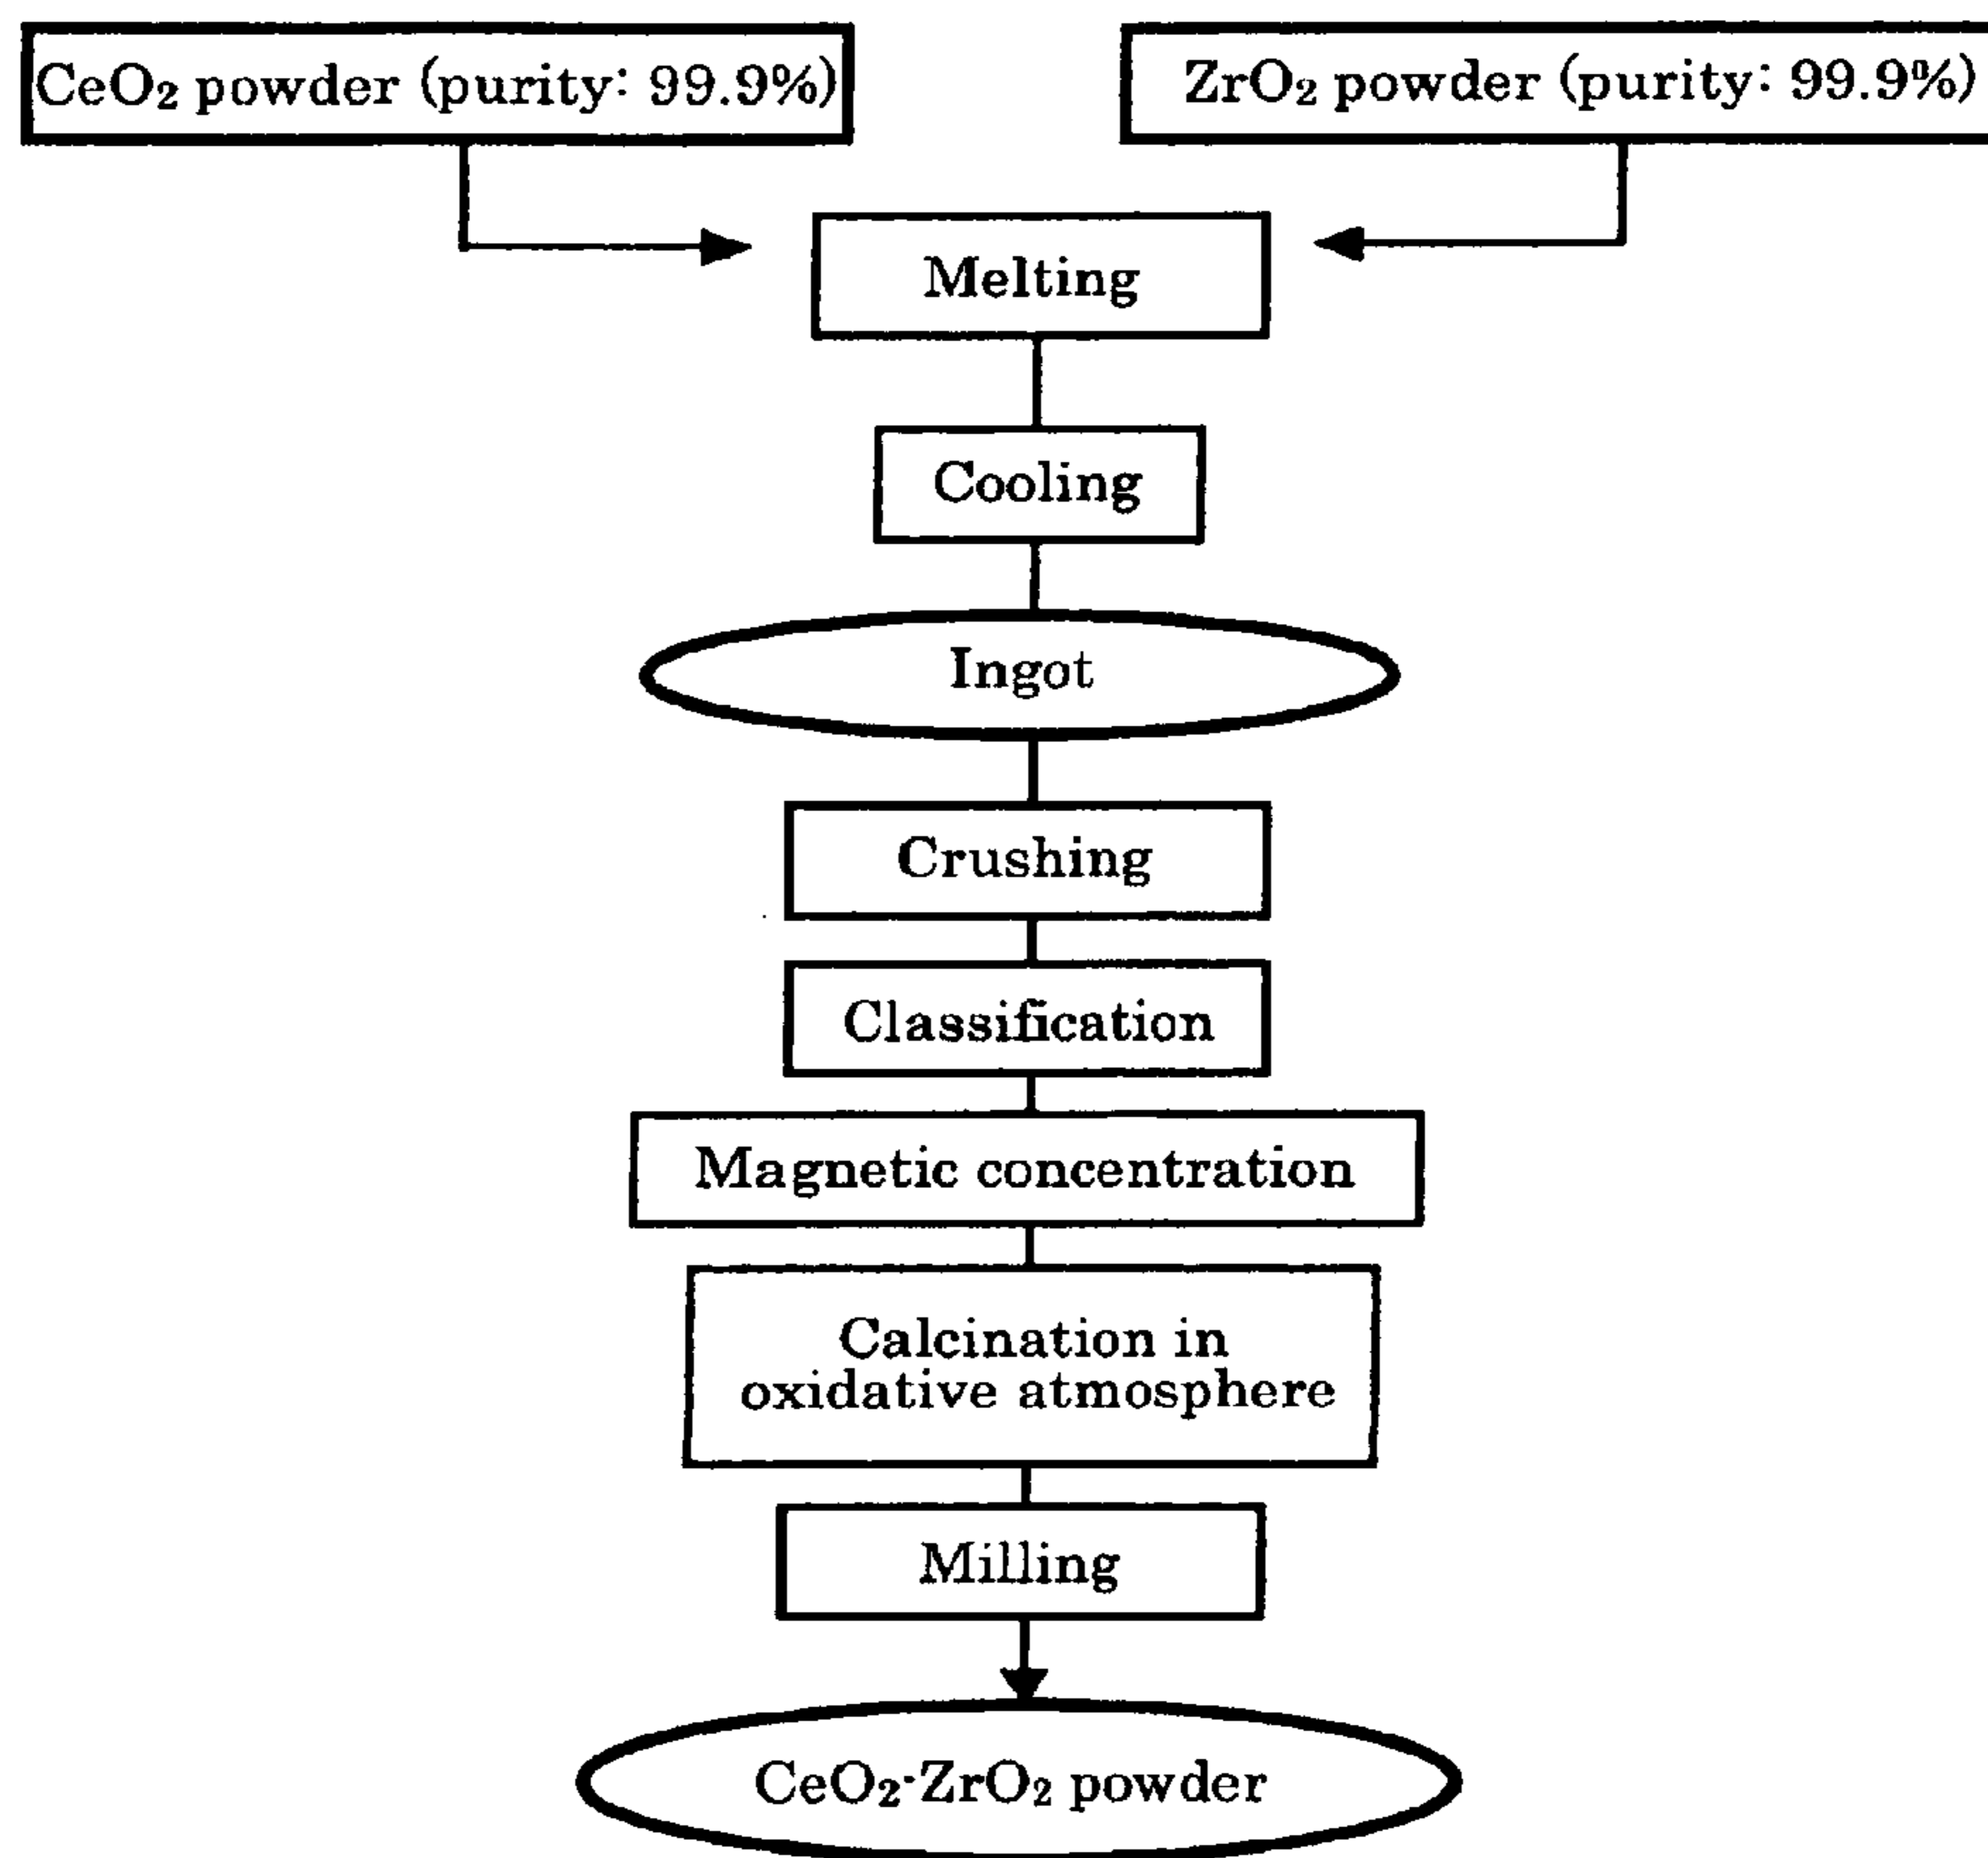 CeO₂ powder (purity: 99.9%)
ZrO₂ powder (purity: 99.9%)
Melting
Cooling
Ingot
Crushing
Classification
Magnetic concentration
Calcination in
oxidative atmosphere
Milling
CeO₂·ZrO₂ powder